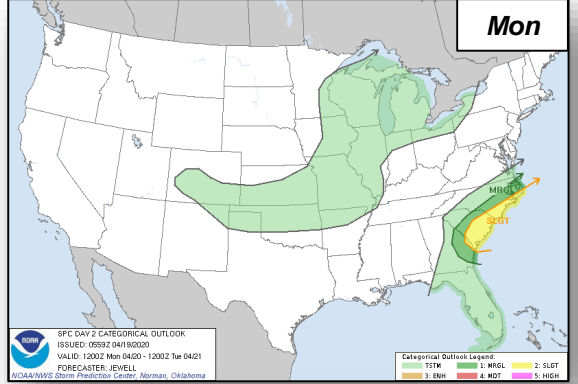 Mon
MRGL
SLGT
NOAA
SPC DAY 2 CATEGORICAL OUTLOOK
ISSUED: 0559Z 04/19/2020
VALID: 1200Z Mon 04/20 - 1200Z Tue 04/21
FORECASTER: JEWELL
NOAA/NWS Storm Prediction Center, Norman, Oklahoma
Categorical Outlook Legend:
TSTM 1: MRGL 2: SLGT
3: ENH 4: MDT 5: HIGH